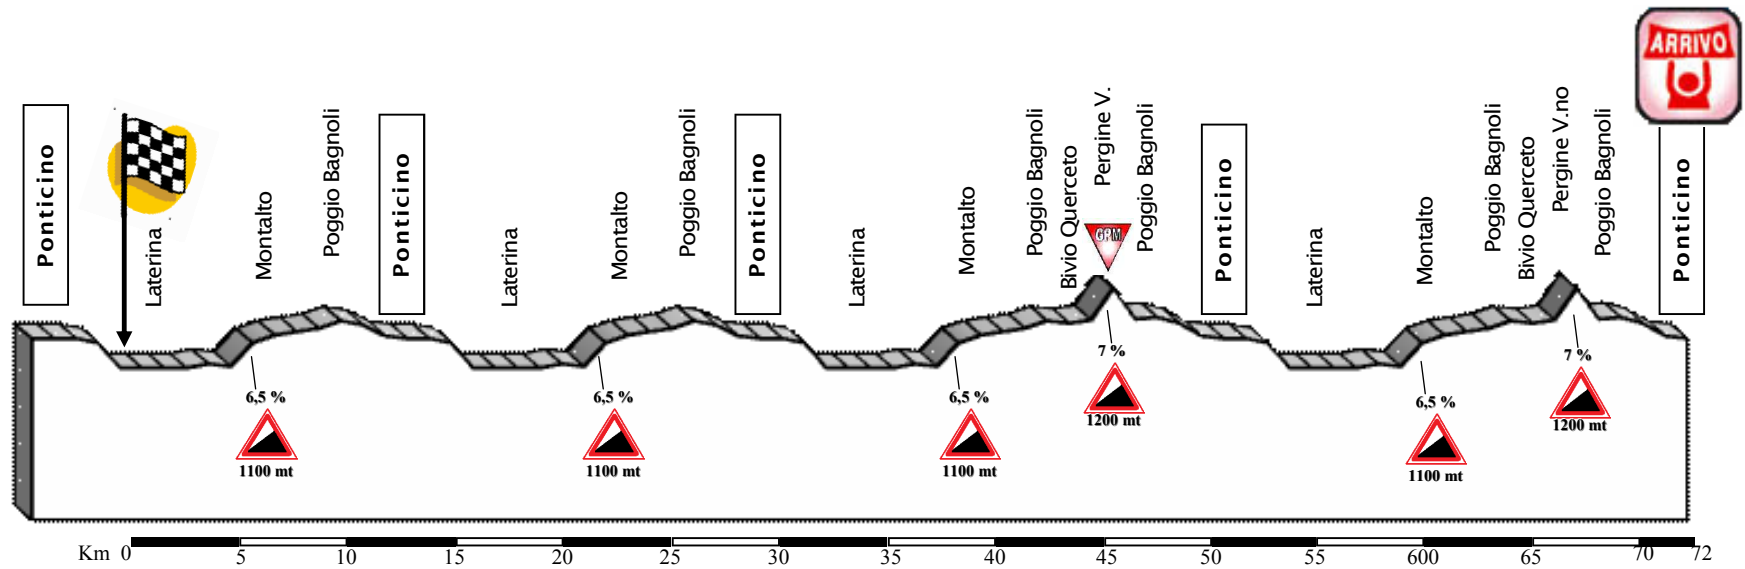 ARRIVO
Ponticino
Laterina
Montalto
Poggio Bagnoli
Ponticino
Laterina
Montalto
Poggio Bagnoli
Ponticino
Laterina
Montalto
Poggio Bagnoli
Bivio Querceto
Pergine V.
GPM
Poggio Bagnoli
Ponticino
Laterina
Montalto
Poggio Bagnoli
Bivio Querceto
Pergine V.no
Poggio Bagnoli
Ponticino
6,5 %
1100 mt
6,5 %
1100 mt
6,5 %
1100 mt
7 %
1200 mt
6,5 %
1100 mt
7 %
1200 mt
Km 0 5 10 15 20 25 30 35 40 45 50 55 600 65 70 72